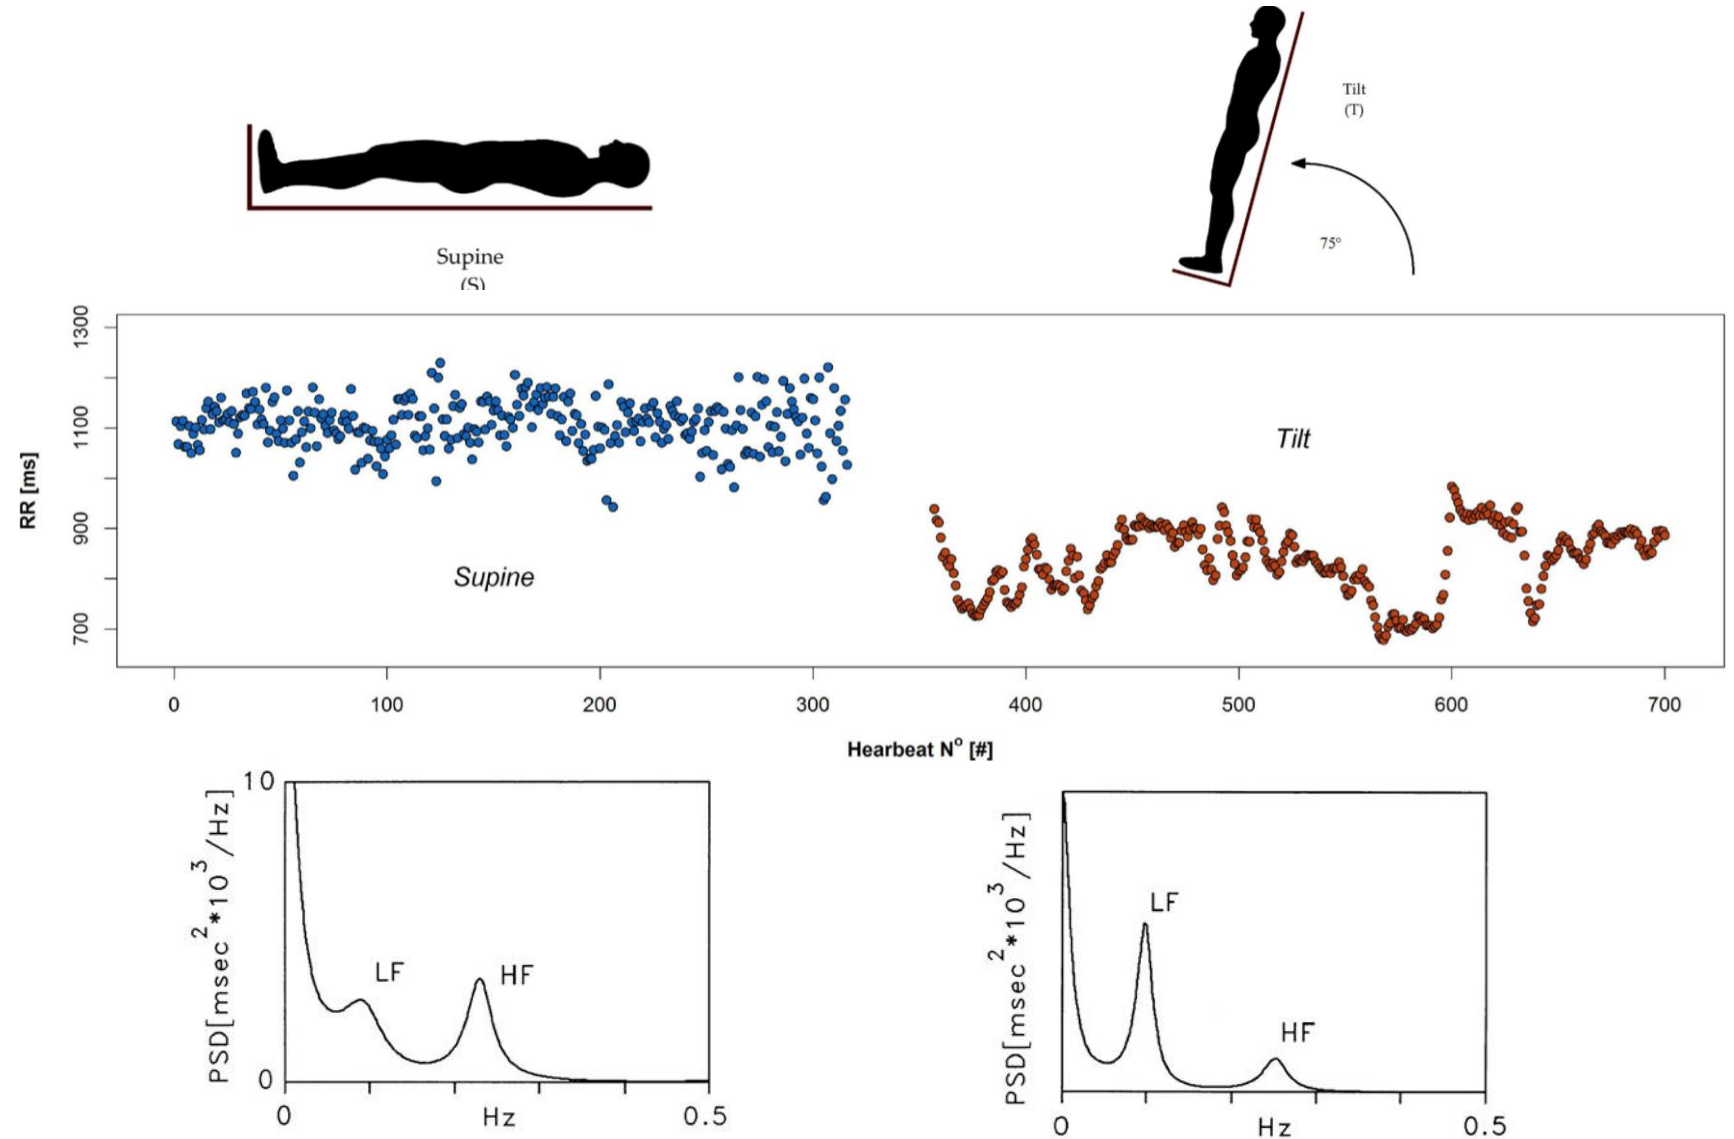 Supine
(S)
Tilt
(T)
75°
RR [ms]
1300
1100
900
700
Supine
Tilt
0 100 200 300 400 500 600 700
Hearbeat Nº [#]
PSD[msec²*10³/Hz]
10
0
LF
HF
0 Hz 0.5
PSD[msec²*10³/Hz]
LF
HF
0 Hz 0.5